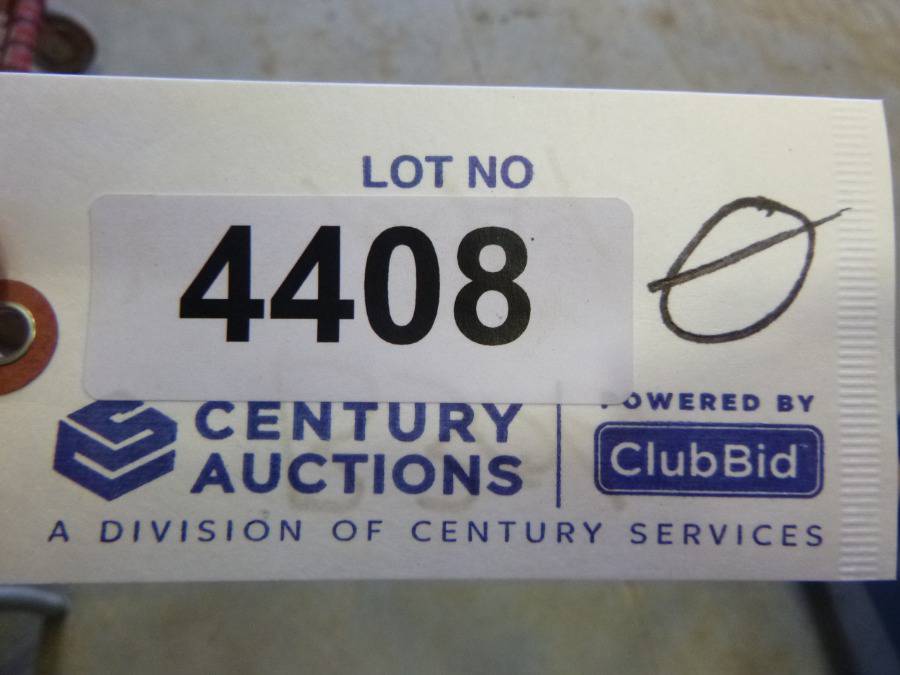 LOT NO
4408
Ø
CENTURY
AUCTIONS
POWERED BY
ClubBid
A DIVISION OF CENTURY SERVICES